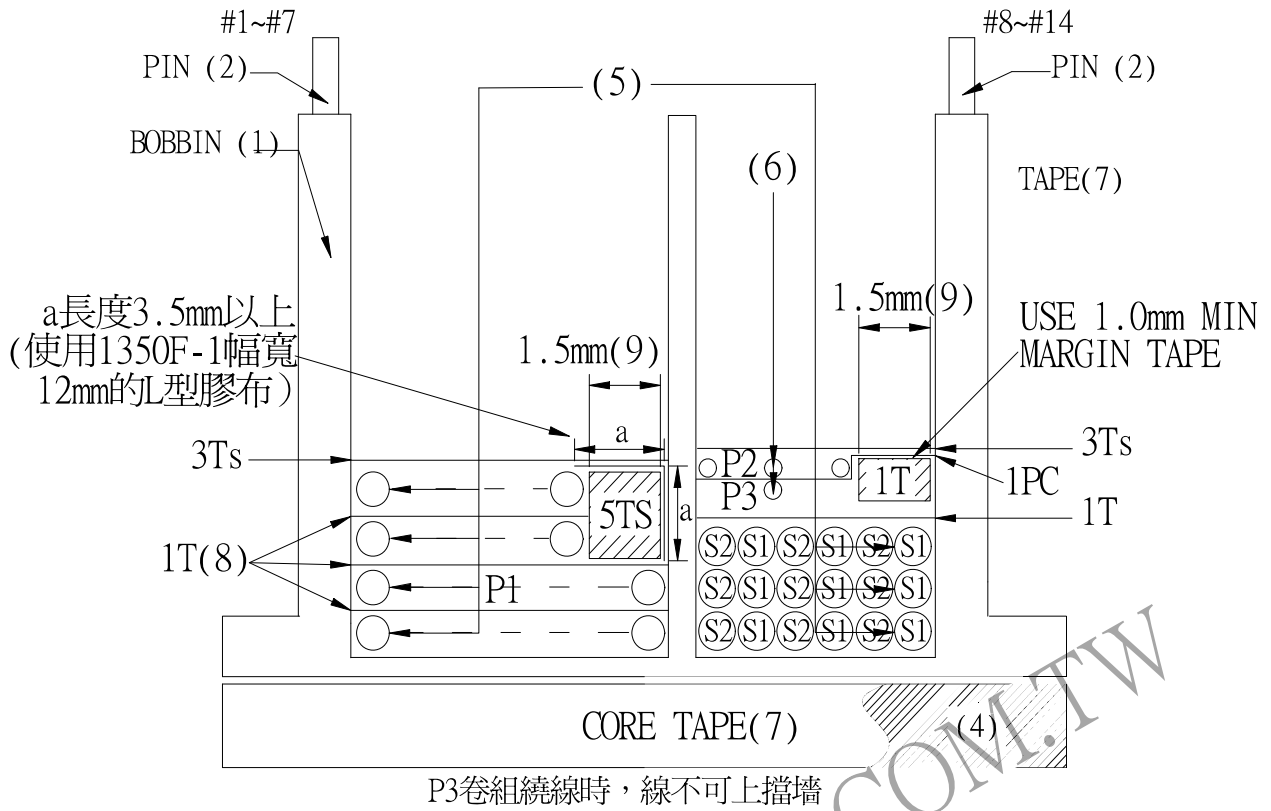 #1~#7
#8~#14
PIN (2)
(5)
PIN (2)
BOBBIN (1)
(6)
TAPE(7)
a長度3.5mm以上
(使用1350F-1幅寬
12mm的L型膠布)
1.5mm(9)
1.5mm(9)
USE 1.0mm MIN
MARGIN TAPE
a
3Ts
3Ts
P2
1T
1PC
P3
5TS
a
1T
1T(8)
S2 S1 S2 S1 S2 S1
P1
S2 S1 S2 S1 S2 S1
S2 S1 S2 S1 S2 S1
CORE TAPE(7)
(4)
P3卷組繞線時，線不可上擋墻
COM.TW